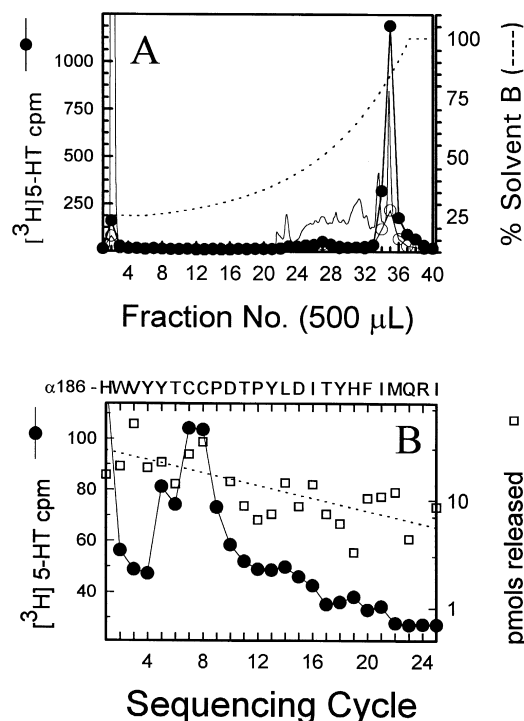 A
[³H]5-HT cpm
1000
750
500
250
% Solvent B (----)
100
75
50
25
0
4 8 12 16 20 24 28 32 36 40
Fraction No. (500 µL)
α186 - HWVYYTCCPDTPYLDITYHFIMQRI
B
[³H] 5-HT cpm
100
80
60
40
pmols released
10
1
4 8 12 16 20 24
Sequencing Cycle